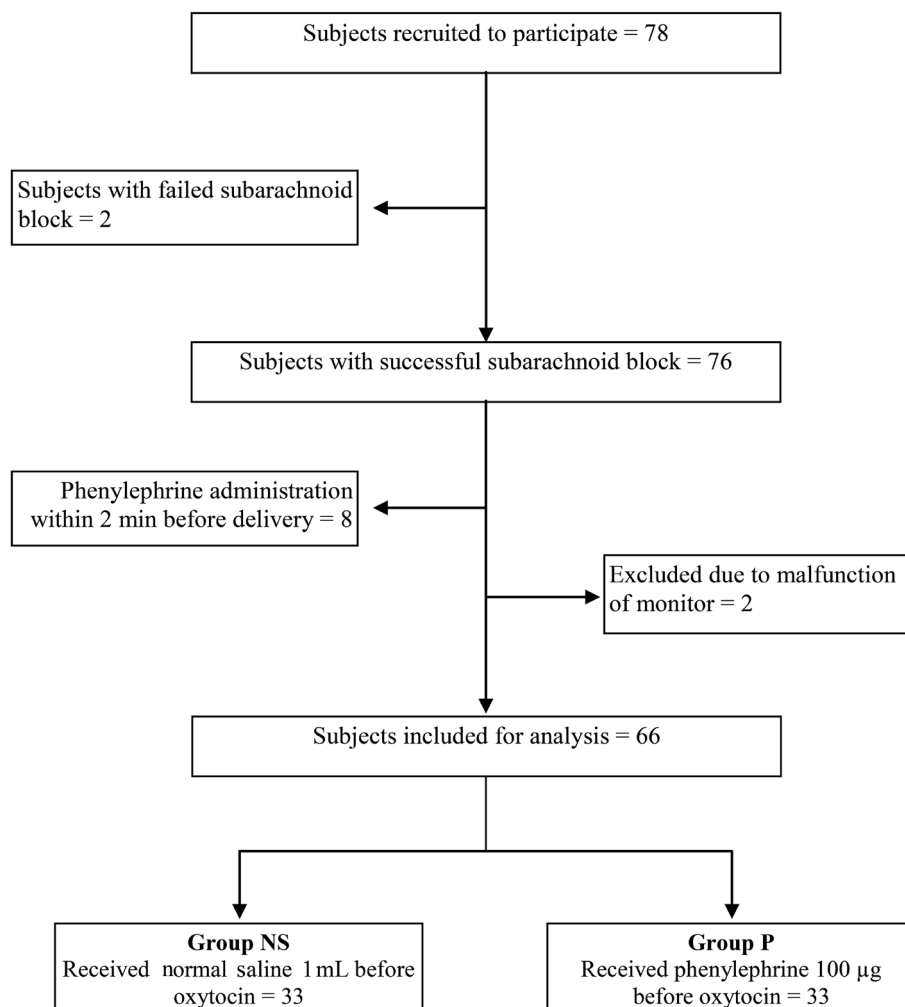 Subjects recruited to participate = 78
Subjects with failed subarachnoid
block = 2
Subjects with successful subarachnoid block = 76
Phenylephrine administration
within 2 min before delivery = 8
Excluded due to malfunction
of monitor = 2
Subjects included for analysis = 66
Group NS
Received normal saline 1 mL before
oxytocin = 33
Group P
Received phenylephrine 100 µg
before oxytocin = 33